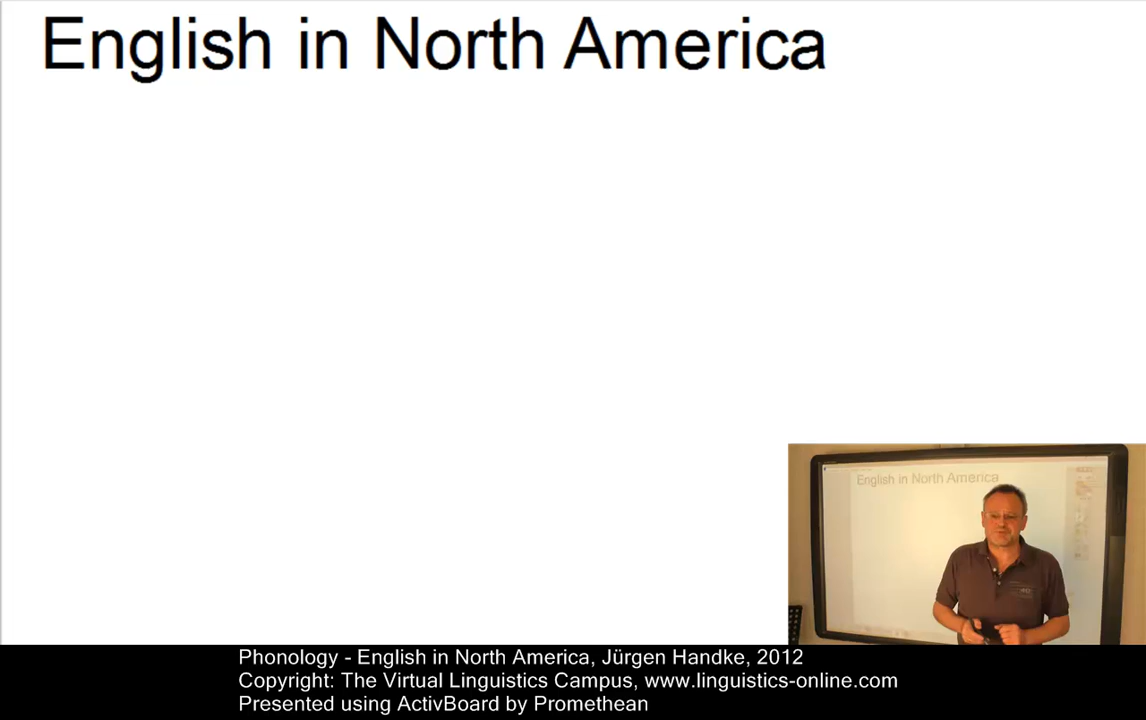 English in North America
English in North America
Phonology - English in North America, Jürgen Handke, 2012
Copyright: The Virtual Linguistics Campus, www.linguistics-online.com
Presented using ActivBoard by Promethean